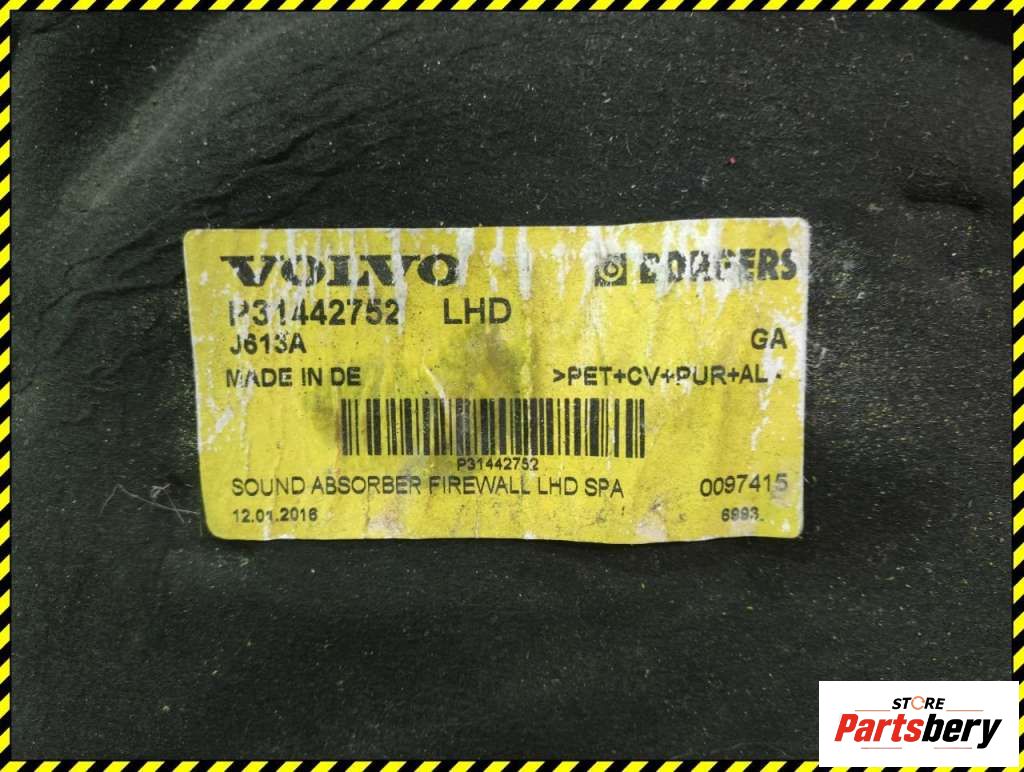 VOLVO BORGERS
P31442752 LHD
J613A GA
MADE IN DE >PET+CV+PUR+AL
P31442752
SOUND ABSORBER FIREWALL LHD SPA 0097415
12.01.2016 6993
STORE
Partsbery